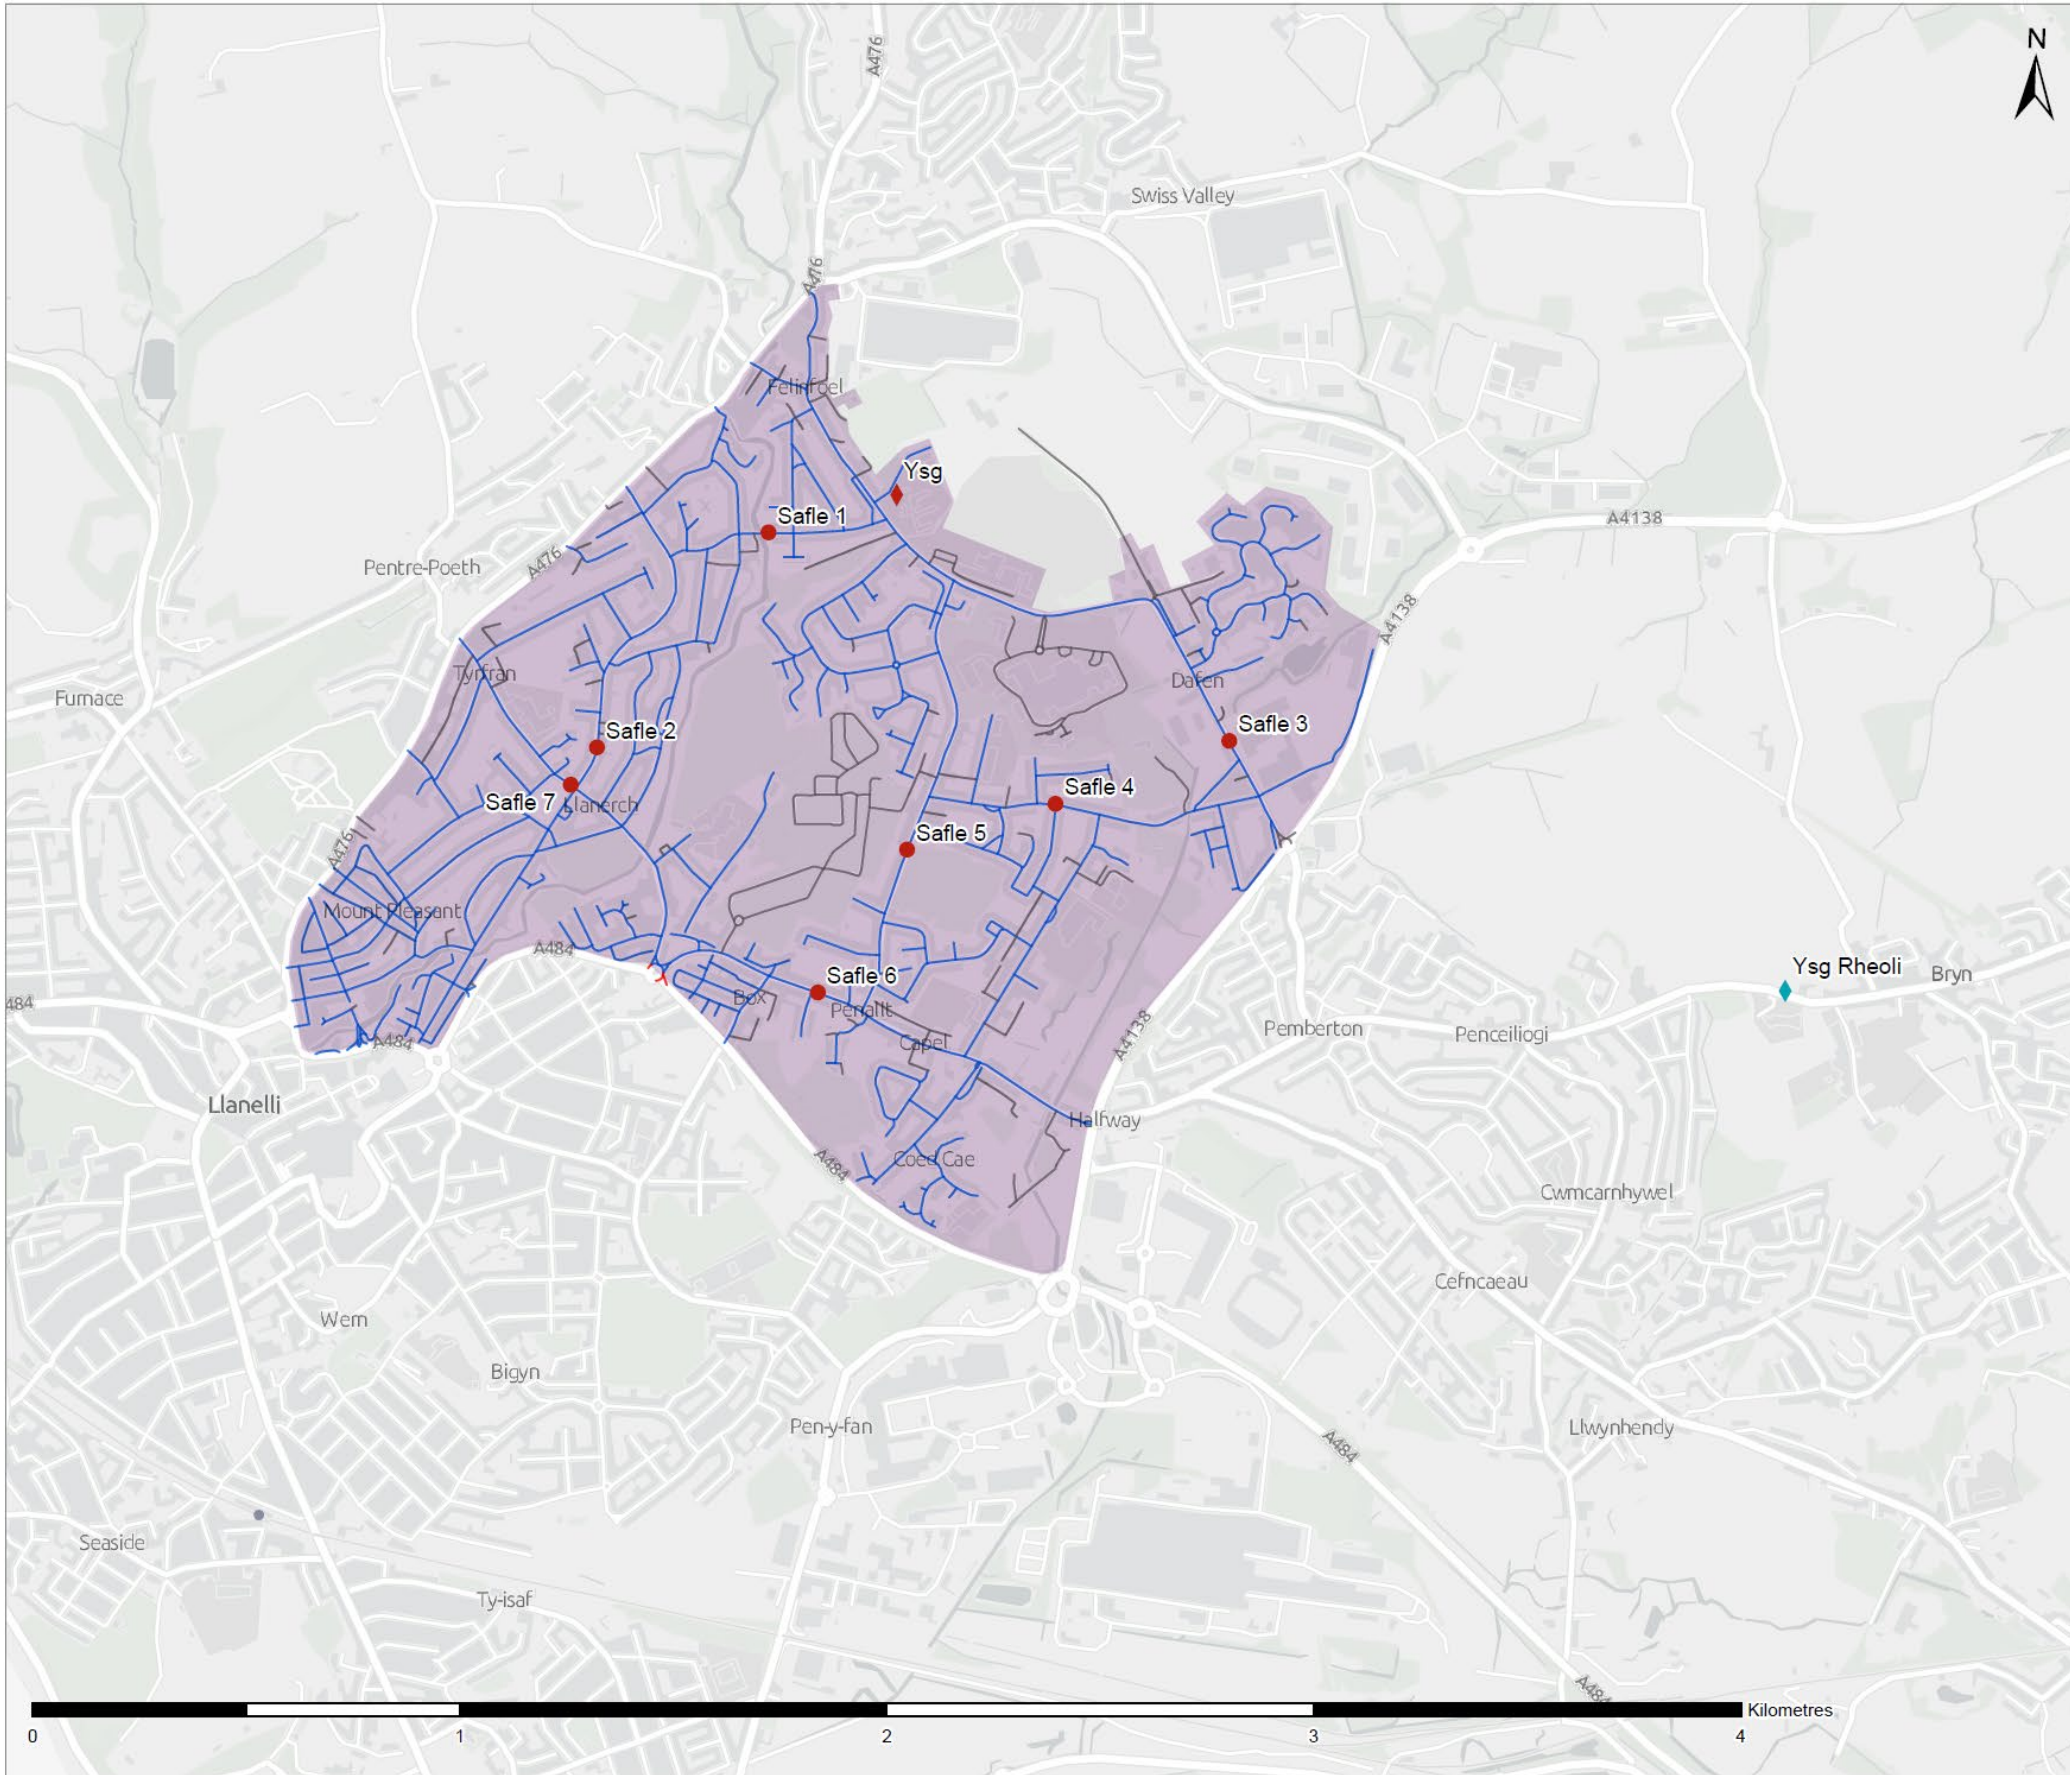 N
A476
Swiss Valley
A476
Felinfoel
Ysg
Safle 1
A4138
Pentre-Poeth
A476
A4138
Tyrfran
Dafen
Furnace
Safle 2
Safle 3
Safle 7
Llanerch
Safle 4
Safle 5
A476
Mount Pleasant
A484
Safle 6
Ysg Rheoli
Bryn
484
Box
Penallt
A484
Capel
A4138
Pemberton
Penceiliogi
Llanelli
Halfway
A484
Coed Cae
Cwmcarnhywel
Cefncaeau
Wern
Bigyn
Pen-y-fan
Llwynhendy
A484
Seaside
Ty-isaf
A484
Kilometres
0
1
2
3
4